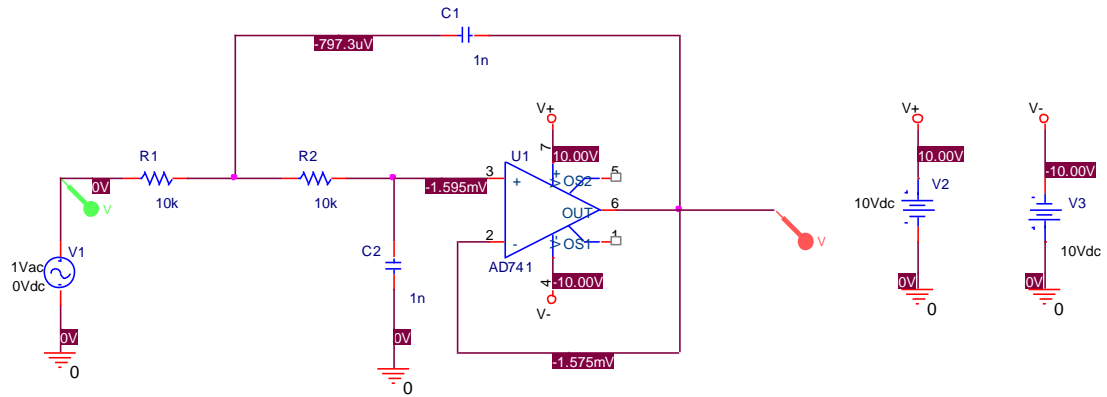 C1
-797.3uV
1n
V+
V+
V-
R1
R2
U1
7
10.00V
5
10.00V
-10.00V
0V
10k
10k
-1.595mV
3
+
V+
OS2
V2
10Vdc
V3
OUT
6
2
-
V-
OS1
1
V
V
V1
1Vac
0Vdc
C2
1n
AD741
4
-10.00V
V-
10Vdc
0V
0V
0
0
0V
0V
0
0
-1.575mV